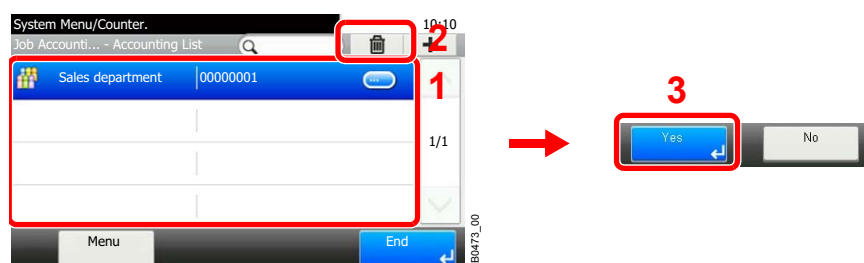 System Menu/Counter.
10:10
Job Accounti... - Accounting List
2
Sales department 00000001
1
1/1
Menu
End
B0473_00
3
Yes
No